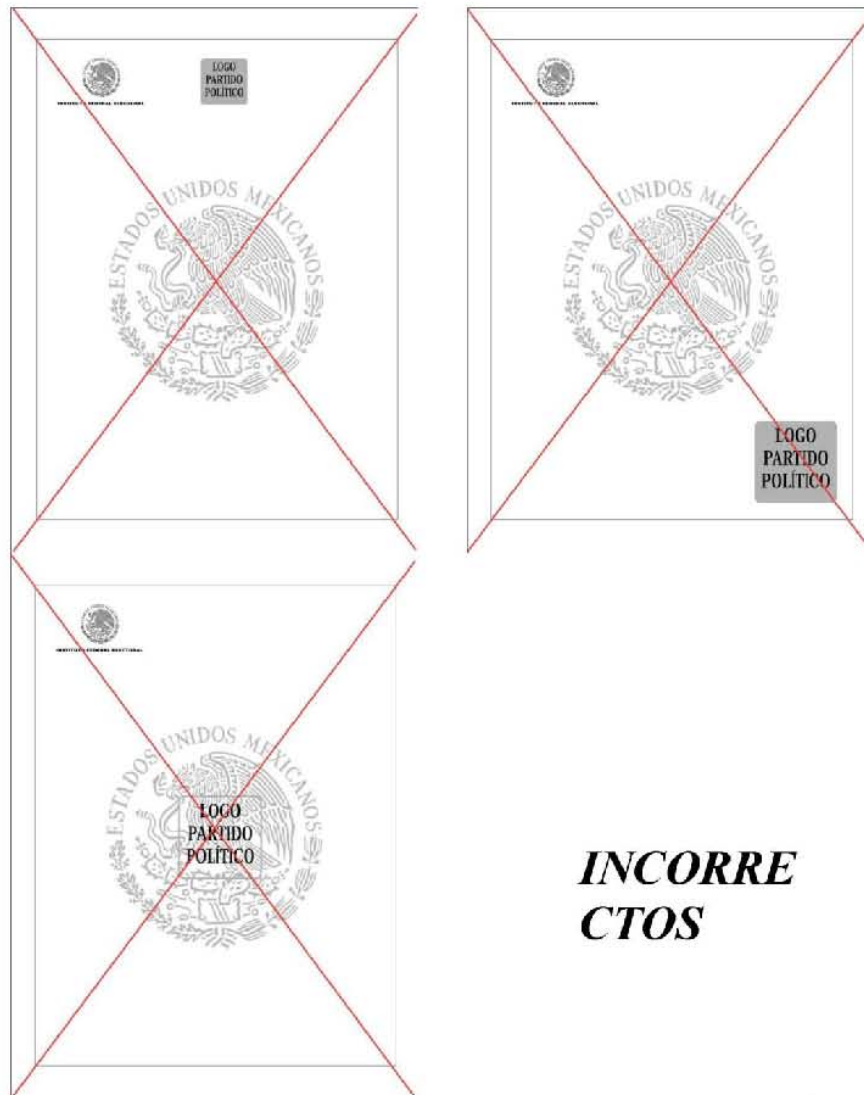 LOGO
PARTIDO
POLÍTICO
ESTADOS UNIDOS MEXICANOS
ESTADOS UNIDOS MEXICANOS
LOGO
PARTIDO
POLÍTICO
ESTADOS UNIDOS MEXICANOS
LOGO
PARTIDO
POLÍTICO
INCORRE
CTOS